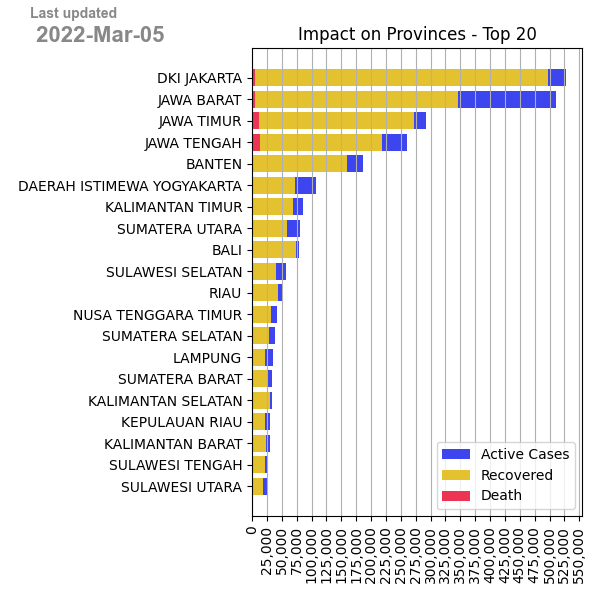 Last updated
2022-Mar-05
Impact on Provinces - Top 20
DKI JAKARTA
JAWA BARAT
JAWA TIMUR
JAWA TENGAH
BANTEN
DAERAH ISTIMEWA YOGYAKARTA
KALIMANTAN TIMUR
SUMATERA UTARA
BALI
SULAWESI SELATAN
RIAU
NUSA TENGGARA TIMUR
SUMATERA SELATAN
LAMPUNG
SUMATERA BARAT
KALIMANTAN SELATAN
KEPULAUAN RIAU
KALIMANTAN BARAT
SULAWESI TENGAH
SULAWESI UTARA
Active Cases
Recovered
Death
0
25,000
50,000
75,000
100,000
125,000
150,000
175,000
200,000
225,000
250,000
275,000
300,000
325,000
350,000
375,000
400,000
425,000
450,000
475,000
500,000
525,000
550,000